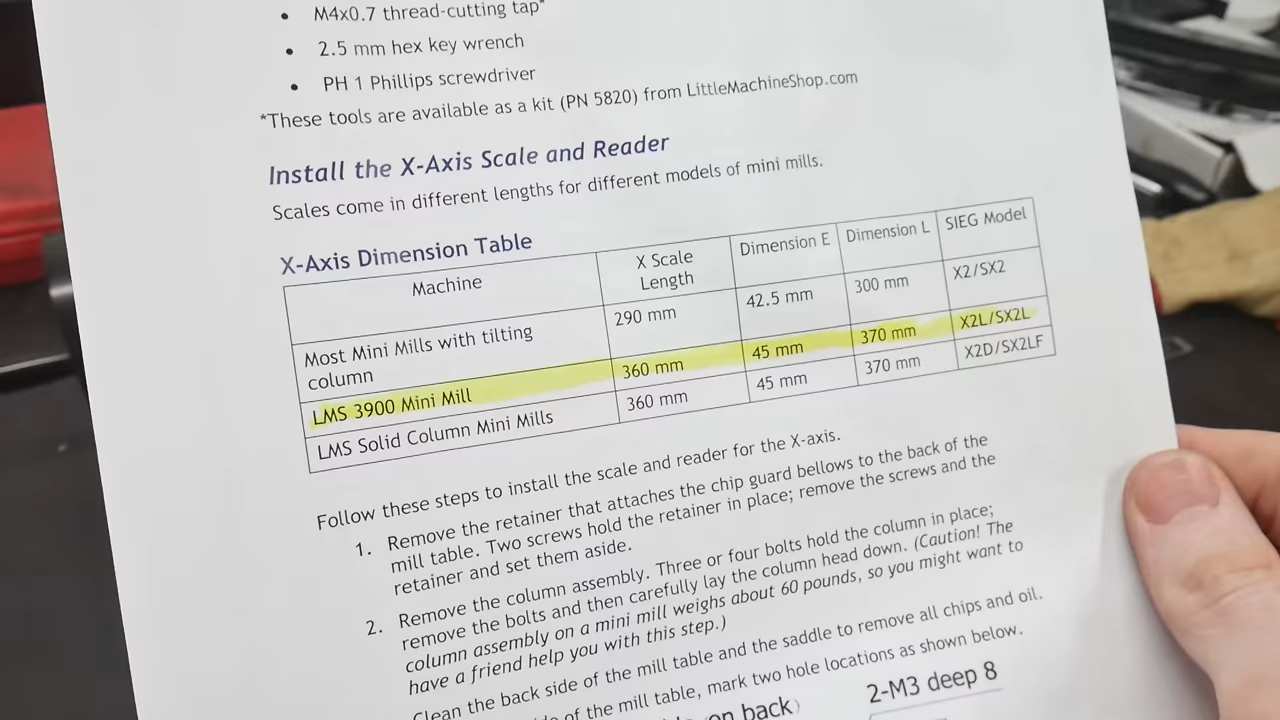 • M4x0.7 thread-cutting tap*
• 2.5 mm hex key wrench
• PH 1 Phillips screwdriver
*These tools are available as a kit (PN 5820) from LittleMachineShop.com
Install the X-Axis Scale and Reader
Scales come in different lengths for different models of mini mills.
X-Axis Dimension Table
Machine X Scale Length Dimension E Dimension L SIEG Model
Most Mini Mills with tilting column 290 mm 42.5 mm 300 mm X2/SX2
LMS 3900 Mini Mill 360 mm 45 mm 370 mm X2L/SX2L
LMS Solid Column Mini Mills 360 mm 45 mm 370 mm X2D/SX2LF
Follow these steps to install the scale and reader for the X-axis.
1. Remove the retainer that attaches the chip guard bellows to the back of the
mill table. Two screws hold the retainer in place; remove the screws and the
retainer and set them aside.
2. Remove the column assembly. Three or four bolts hold the column in place;
remove the bolts and then carefully lay the column head down. (Caution! The
column assembly on a mini mill weighs about 60 pounds, so you might want to
have a friend help you with this step.)
Clean the back side of the mill table and the saddle to remove all chips and oil.
of the mill table, mark two hole locations as shown below.
on back)
2-M3 deep 8